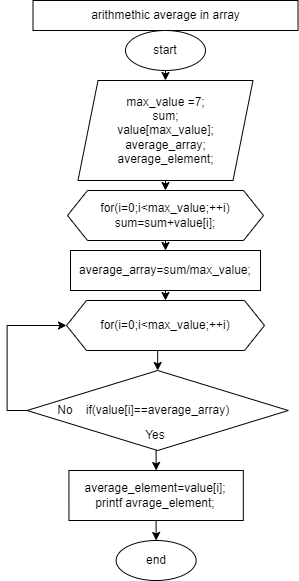 arithmethic average in array
start
max_value =7;
sum;
value[max_value];
average_array;
average_element;
for(i=0;i<max_value;++i)
sum=sum+value[i];
average_array=sum/max_value;
for(i=0;i<max_value;++i)
No if(value[i]==average_array)
Yes
average_element=value[i];
printf avrage_element;
end